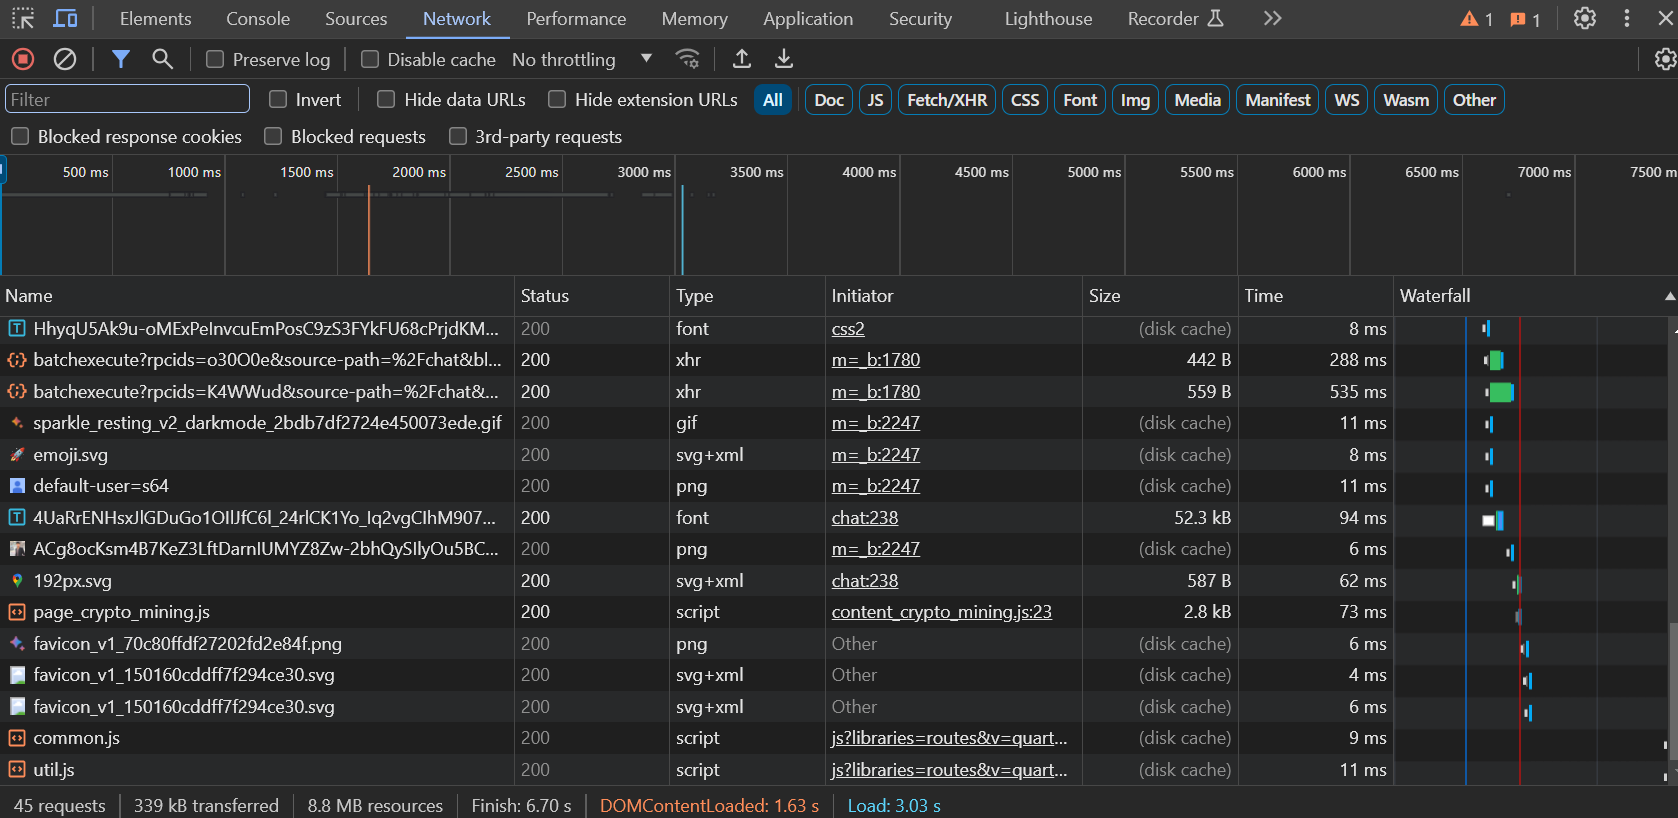 Elements Console Sources Network Performance Memory Application Security Lighthouse Recorder 1 1
Preserve log Disable cache No throttling
Filter Invert Hide data URLs Hide extension URLs All Doc JS Fetch/XHR CSS Font Img Media Manifest WS Wasm Other
Blocked response cookies Blocked requests 3rd-party requests
500 ms 1000 ms 1500 ms 2000 ms 2500 ms 3000 ms 3500 ms 4000 ms 4500 ms 5000 ms 5500 ms 6000 ms 6500 ms 7000 ms 7500 m
Name Status Type Initiator Size Time Waterfall
HhyqU5Ak9u-oMExPeInvcuEmPosC9zS3FYkFU68cPrjdKM... 200 font css2 (disk cache) 8 ms
batchexecute?rpcids=o30O0e&source-path=%2Fchat&bl... 200 xhr m=_b:1780 442 B 288 ms
batchexecute?rpcids=K4WWud&source-path=%2Fchat&... 200 xhr m=_b:1780 559 B 535 ms
sparkle_resting_v2_darkmode_2bdb7df2724e450073ede.gif 200 gif m=_b:2247 (disk cache) 11 ms
emoji.svg 200 svg+xml m=_b:2247 (disk cache) 8 ms
default-user=s64 200 png m=_b:2247 (disk cache) 11 ms
4UaRrENHsxJlGDuGo1OIlJfC6l_24rlCK1Yo_Iq2vgCIhM907... 200 font chat:238 52.3 kB 94 ms
ACg8ocKsm4B7KeZ3LftDarnIUMYZ8Zw-2bhQySIlyOu5BC... 200 png m=_b:2247 (disk cache) 6 ms
192px.svg 200 svg+xml chat:238 587 B 62 ms
page_crypto_mining.js 200 script content_crypto_mining.js:23 2.8 kB 73 ms
favicon_v1_70c80ffdf27202fd2e84f.png 200 png Other (disk cache) 6 ms
favicon_v1_150160cddff7f294ce30.svg 200 svg+xml Other (disk cache) 4 ms
favicon_v1_150160cddff7f294ce30.svg 200 svg+xml Other (disk cache) 6 ms
common.js 200 script js?libraries=routes&v=quart... (disk cache) 9 ms
util.js 200 script js?libraries=routes&v=quart... (disk cache) 11 ms
45 requests 339 kB transferred 8.8 MB resources Finish: 6.70 s DOMContentLoaded: 1.63 s Load: 3.03 s